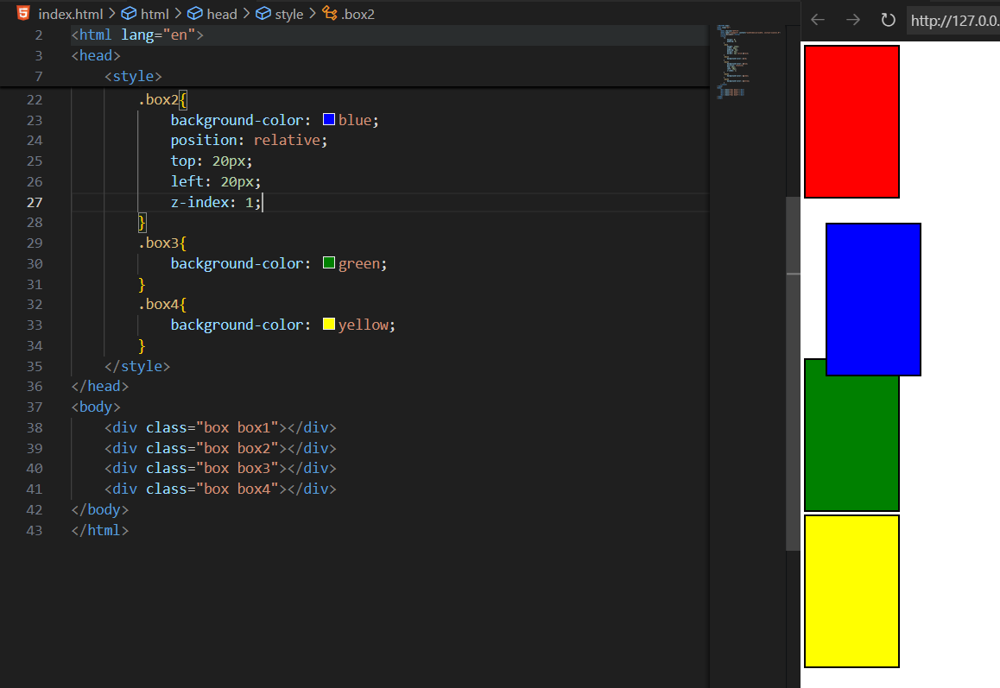 index.html > html > head > style > .box2
2 <html lang="en">
3 <head>
7 <style>
22 .box2{
23 background-color: blue;
24 position: relative;
25 top: 20px;
26 left: 20px;
27 z-index: 1;
28 }
29 .box3{
30 background-color: green;
31 }
32 .box4{
33 background-color: yellow;
34 }
35 </style>
36 </head>
37 <body>
38 <div class="box box1"></div>
39 <div class="box box2"></div>
40 <div class="box box3"></div>
41 <div class="box box4"></div>
42 </body>
43 </html>
http://127.0.0.